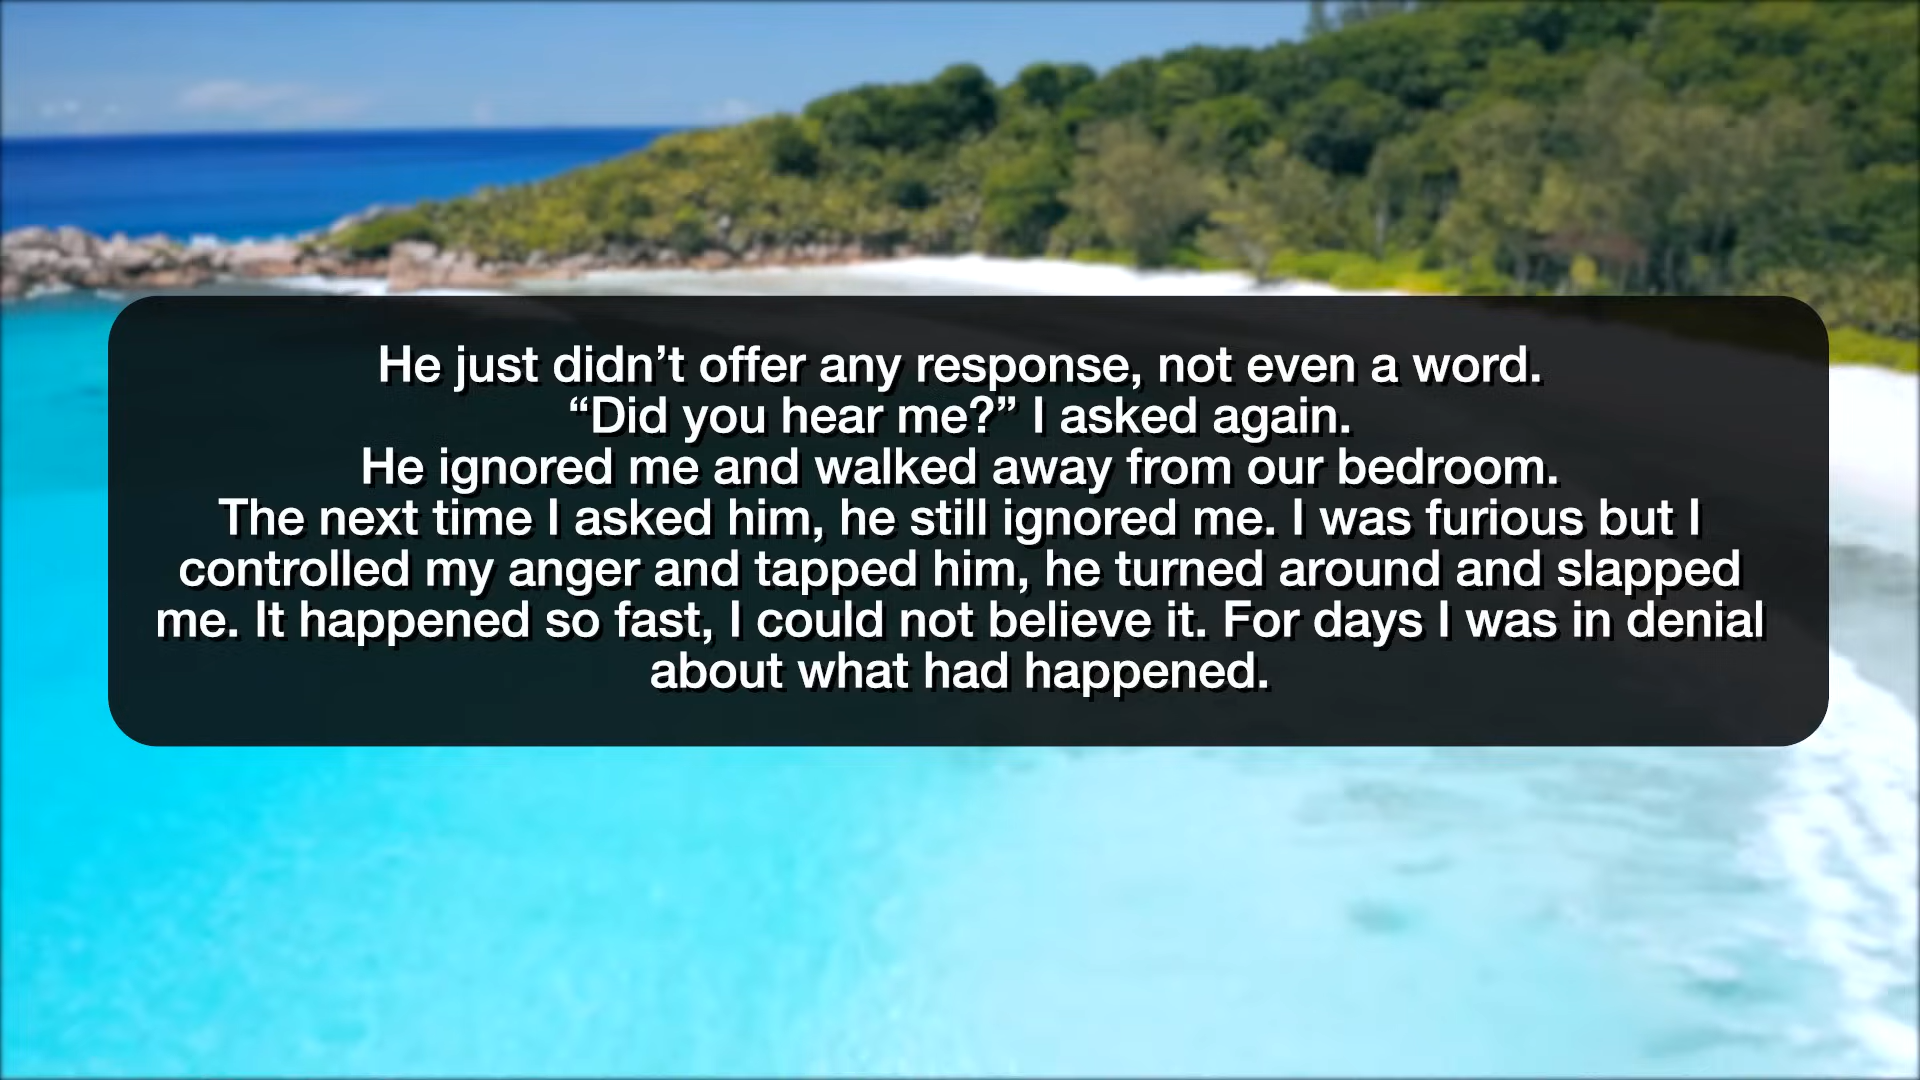 He just didn’t offer any response, not even a word.
“Did you hear me?” I asked again.
He ignored me and walked away from our bedroom.
The next time I asked him, he still ignored me. I was furious but I
controlled my anger and tapped him, he turned around and slapped
me. It happened so fast, I could not believe it. For days I was in denial
about what had happened.